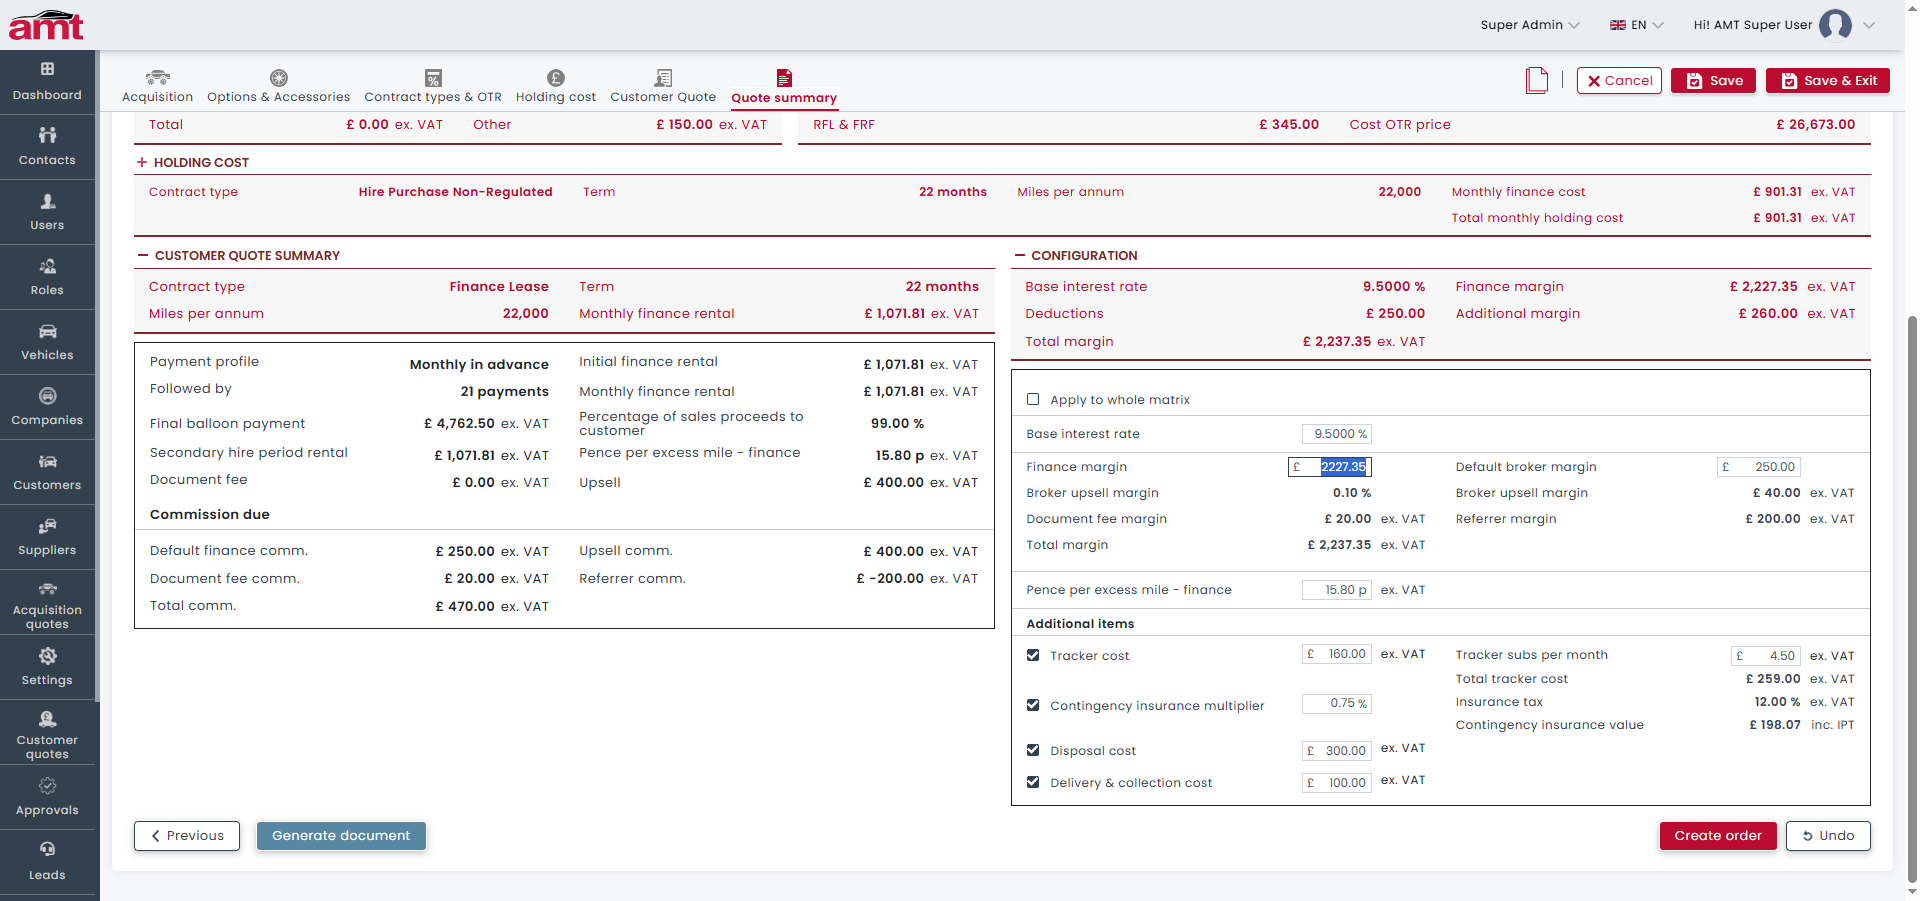 amt
Super Admin
EN
Hi! AMT Super User
Dashboard
Contacts
Users
Roles
Vehicles
Companies
Customers
Suppliers
Acquisition
quotes
Settings
Customer
quotes
Approvals
Leads
Acquisition
Options & Accessories
Contract types & OTR
Holding cost
Customer Quote
Quote summary
Cancel
Save
Save & Exit
Total £ 0.00 ex. VAT Other £ 150.00 ex. VAT
RFL & FRF £ 345.00 Cost OTR price £ 26,673.00
+ HOLDING COST
Contract type Hire Purchase Non-Regulated Term 22 months Miles per annum 22,000 Monthly finance cost £ 901.31 ex. VAT
Total monthly holding cost £ 901.31 ex. VAT
− CUSTOMER QUOTE SUMMARY
Contract type Finance Lease Term 22 months
Miles per annum 22,000 Monthly finance rental £ 1,071.81 ex. VAT
Payment profile Monthly in advance Initial finance rental £ 1,071.81 ex. VAT
Followed by 21 payments Monthly finance rental £ 1,071.81 ex. VAT
Final balloon payment £ 4,762.50 ex. VAT Percentage of sales proceeds to
customer 99.00 %
Secondary hire period rental £ 1,071.81 ex. VAT Pence per excess mile - finance 15.80 p ex. VAT
Document fee £ 0.00 ex. VAT Upsell £ 400.00 ex. VAT
Commission due
Default finance comm. £ 250.00 ex. VAT Upsell comm. £ 400.00 ex. VAT
Document fee comm. £ 20.00 ex. VAT Referrer comm. £ -200.00 ex. VAT
Total comm. £ 470.00 ex. VAT
− CONFIGURATION
Base interest rate 9.5000 % Finance margin £ 2,227.35 ex. VAT
Deductions £ 250.00 Additional margin £ 260.00 ex. VAT
Total margin £ 2,237.35 ex. VAT
Apply to whole matrix
Base interest rate 9.5000 %
Finance margin £ 2227.35 Default broker margin £ 250.00
Broker upsell margin 0.10 % Broker upsell margin £ 40.00 ex. VAT
Document fee margin £ 20.00 ex. VAT Referrer margin £ 200.00 ex. VAT
Total margin £ 2,237.35 ex. VAT
Pence per excess mile - finance 15.80 p ex. VAT
Additional items
Tracker cost £ 160.00 ex. VAT Tracker subs per month £ 4.50 ex. VAT
Total tracker cost £ 259.00 ex. VAT
Contingency insurance multiplier 0.75 % Insurance tax 12.00 % ex. VAT
Contingency insurance value £ 198.07 inc. IPT
Disposal cost £ 300.00 ex. VAT
Delivery & collection cost £ 100.00 ex. VAT
Previous
Generate document
Create order
Undo